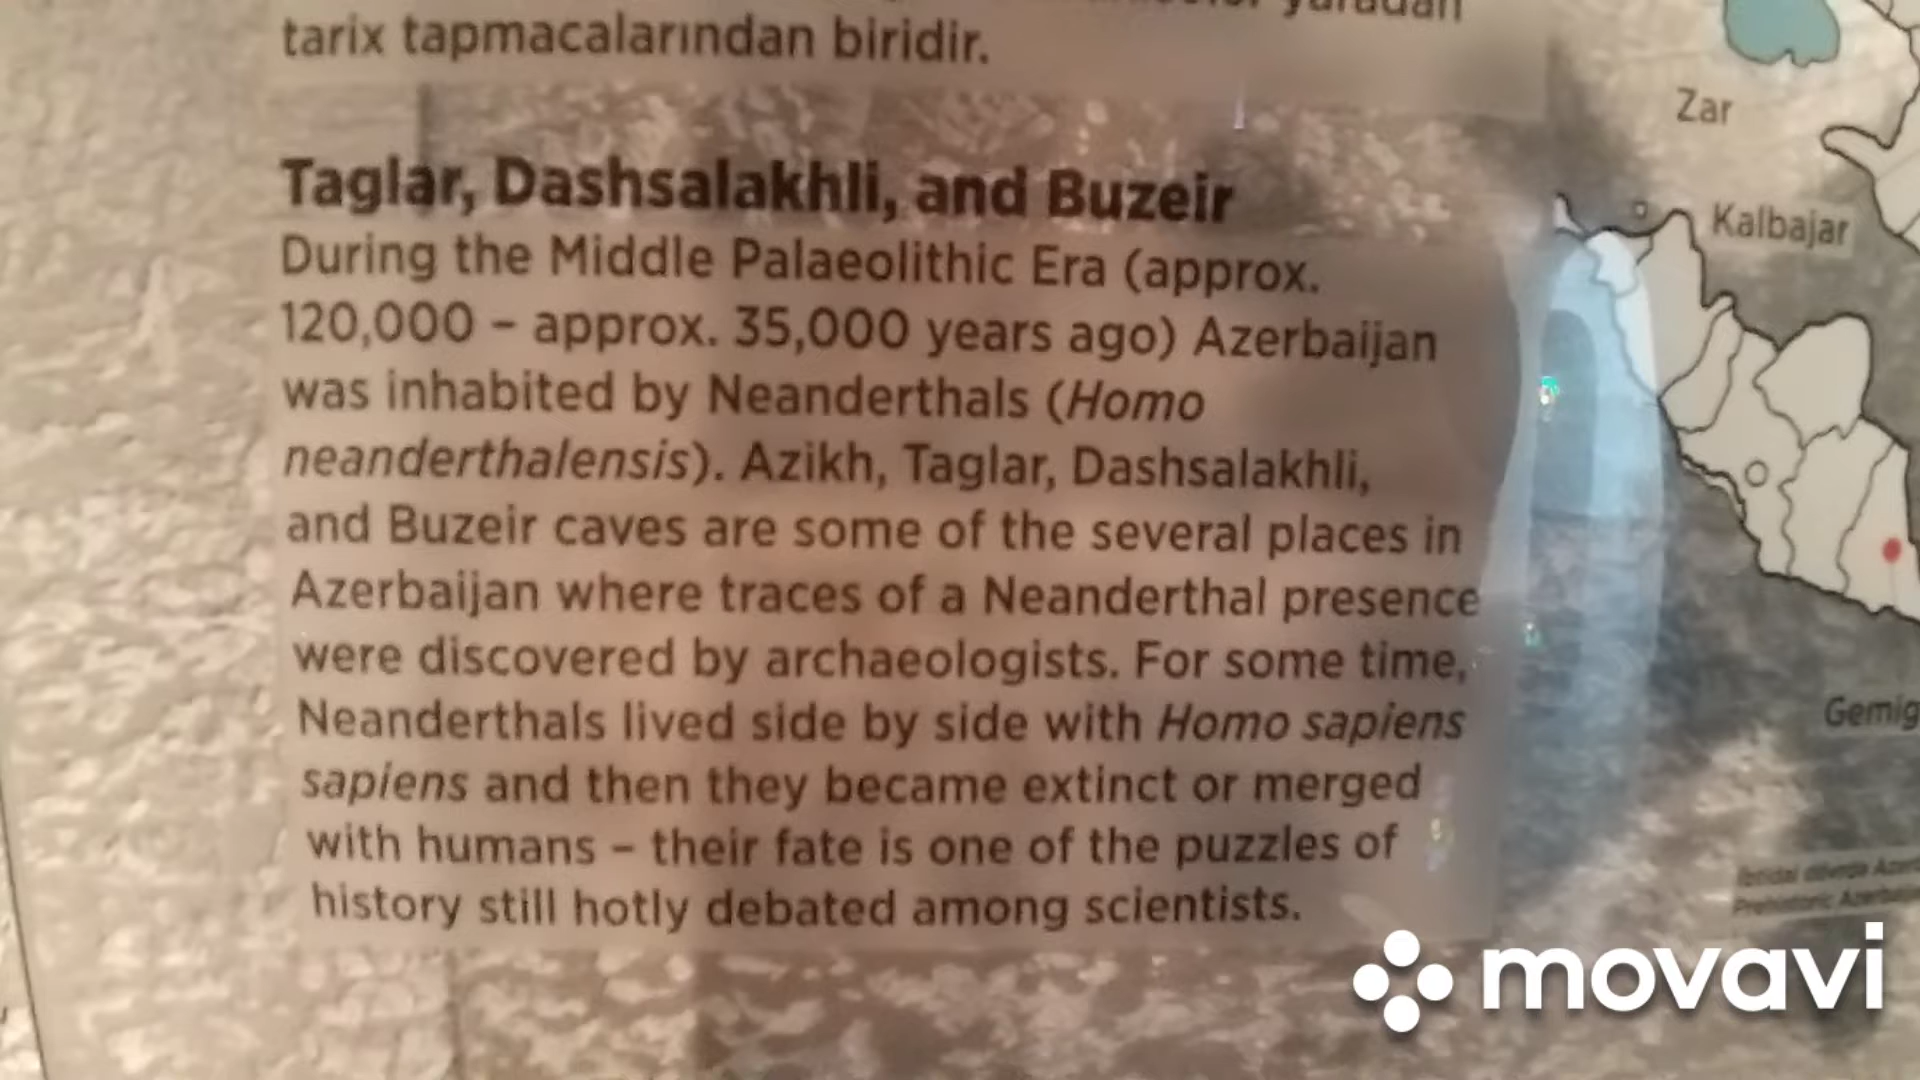 tarix tapmacalarından biridir.
Taglar, Dashsalakhli, and Buzeir
During the Middle Palaeolithic Era (approx.
120,000 – approx. 35,000 years ago) Azerbaijan
was inhabited by Neanderthals (Homo
neanderthalensis). Azikh, Taglar, Dashsalakhli,
and Buzeir caves are some of the several places in
Azerbaijan where traces of a Neanderthal presence
were discovered by archaeologists. For some time,
Neanderthals lived side by side with Homo sapiens
sapiens and then they became extinct or merged
with humans – their fate is one of the puzzles of
history still hotly debated among scientists.
Zar
Kalbajar
Gemig
movavi